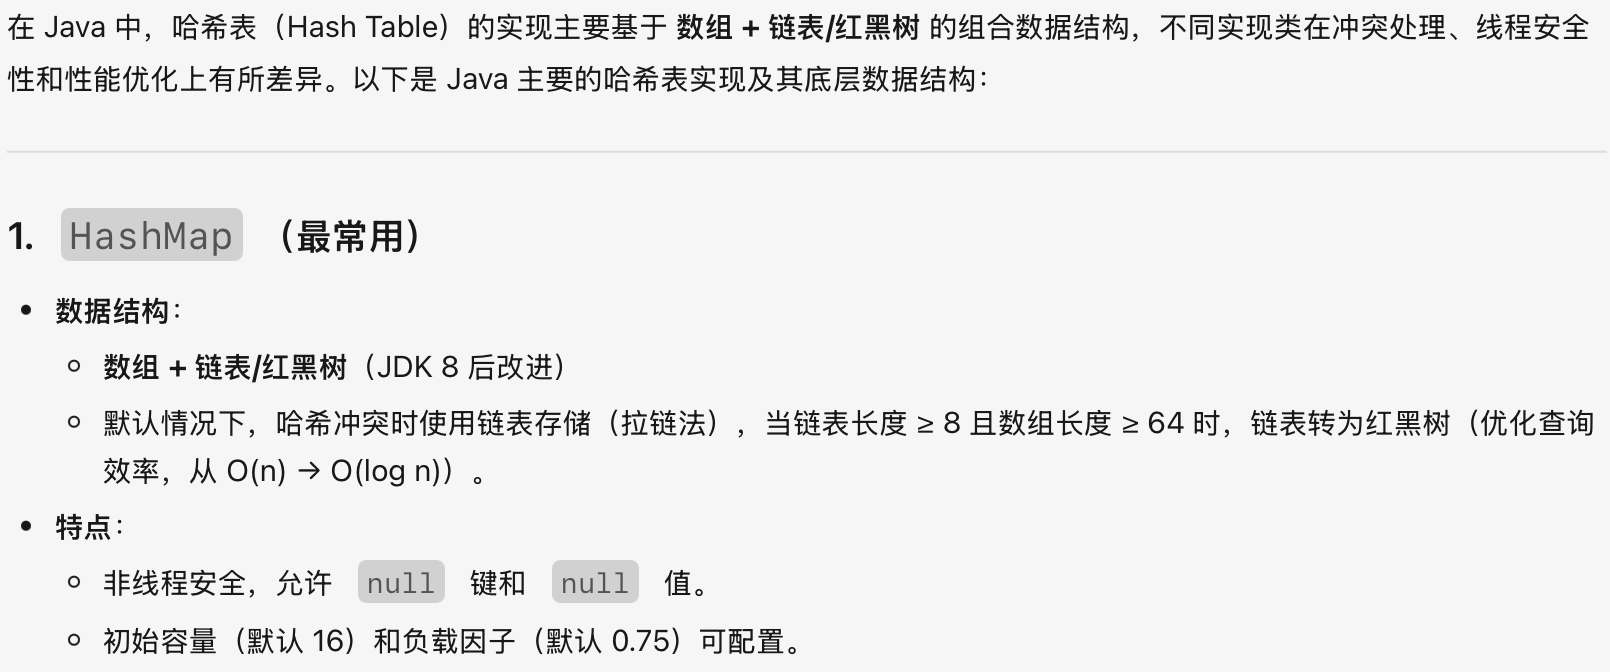 在 Java 中，哈希表（Hash Table）的实现主要基于 数组 + 链表/红黑树 的组合数据结构，不同实现类在冲突处理、线程安全
性和性能优化上有所差异。以下是 Java 主要的哈希表实现及其底层数据结构：
1. HashMap （最常用）
• 数据结构：
○ 数组 + 链表/红黑树（JDK 8 后改进）
○ 默认情况下，哈希冲突时使用链表存储（拉链法），当链表长度 ≥ 8 且数组长度 ≥ 64 时，链表转为红黑树（优化查询
效率，从 O(n) → O(log n)）。
• 特点：
○ 非线程安全，允许 null 键和 null 值。
○ 初始容量（默认 16）和负载因子（默认 0.75）可配置。